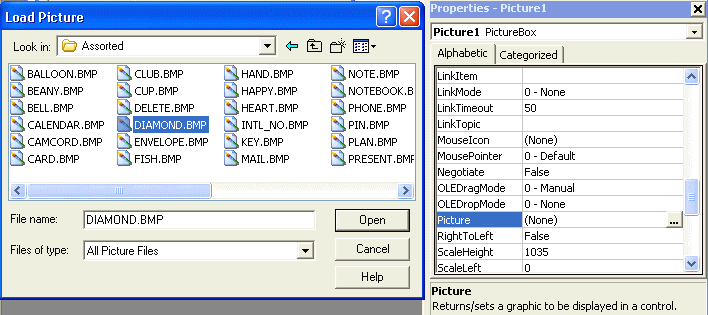 Load Picture
Look in: Assorted
BALLOON.BMP CLUB.BMP HAND.BMP NOTE.BMP
BEANY.BMP CUP.BMP HAPPY.BMP NOTEBOOK.B
BELL.BMP DELETE.BMP HEART.BMP PHONE.BMP
CALENDAR.BMP DIAMOND.BMP INTL_NO.BMP PIN.BMP
CAMCORD.BMP ENVELOPE.BMP KEY.BMP PLAN.BMP
CARD.BMP FISH.BMP MAIL.BMP PRESENT.BMP
File name: DIAMOND.BMP Open
Files of type: All Picture Files Cancel
Help
Properties - Picture1
Picture1 PictureBox
Alphabetic Categorized
LinkItem
LinkMode 0 - None
LinkTimeout 50
LinkTopic
MouseIcon (None)
MousePointer 0 - Default
Negotiate False
OLEDragMode 0 - Manual
OLEDropMode 0 - None
Picture (None) ...
RightToLeft False
ScaleHeight 1035
ScaleLeft 0
Picture
Returns/sets a graphic to be displayed in a control.